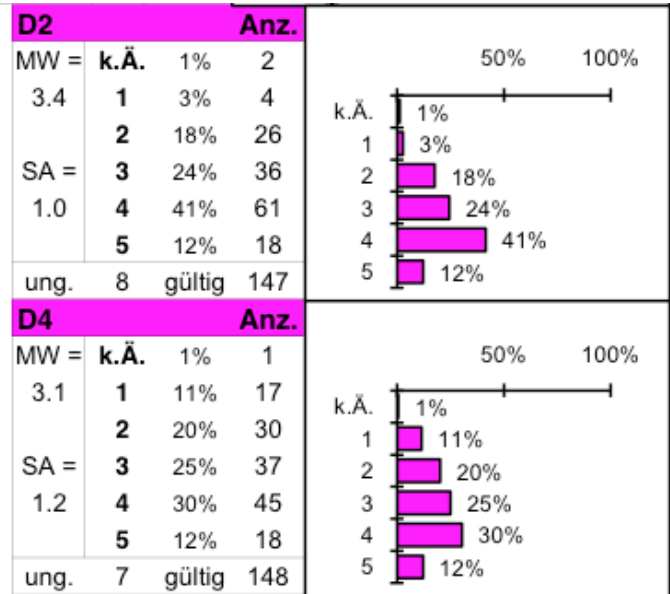 D2 Anz.
MW = k.Ä. 1% 2
3.4 1 3% 4
2 18% 26
SA = 3 24% 36
1.0 4 41% 61
5 12% 18
ung. 8 gültig 147
50% 100%
k.Ä. 1%
1 3%
2 18%
3 24%
4 41%
5 12%
D4 Anz.
MW = k.Ä. 1% 1
3.1 1 11% 17
2 20% 30
SA = 3 25% 37
1.2 4 30% 45
5 12% 18
ung. 7 gültig 148
50% 100%
k.Ä. 1%
1 11%
2 20%
3 25%
4 30%
5 12%